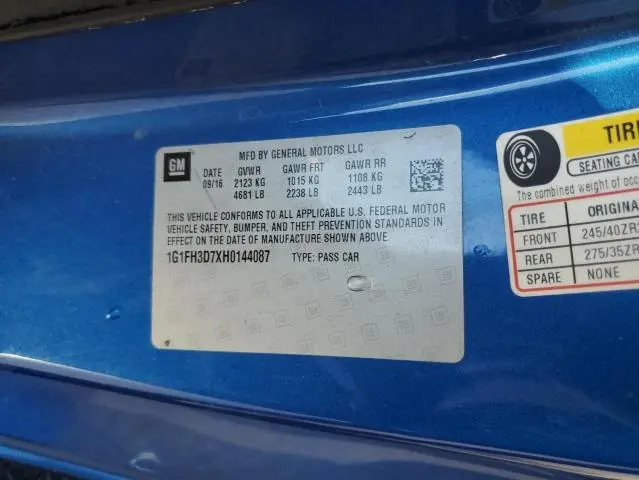 GM
MFD BY GENERAL MOTORS LLC
DATE GVWR GAWR FRT GAWR RR
09/16 2123 KG 1015 KG 1108 KG
4681 LB 2238 LB 2443 LB
THIS VEHICLE CONFORMS TO ALL APPLICABLE U.S. FEDERAL MOTOR
VEHICLE SAFETY, BUMPER, AND THEFT PREVENTION STANDARDS IN
EFFECT ON THE DATE OF MANUFACTURE SHOWN ABOVE.
1G1FH3D7XH0144087 TYPE: PASS CAR
TIRE
SEATING CA
The combined weight of occ
TIRE ORIGINA
FRONT 245/40ZR
REAR 275/35ZR
SPARE NONE